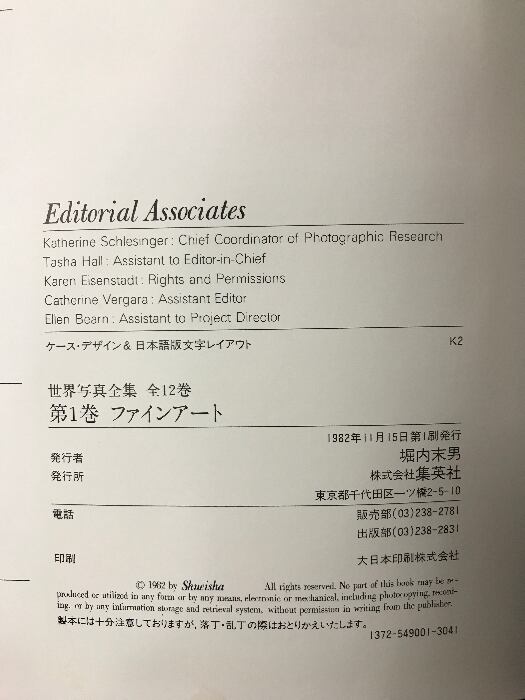 Editorial Associates
Katherine Schlesinger: Chief Coordinator of Photographic Research
Tasha Hall: Assistant to Editor-in-Chief
Karen Eisenstadt: Rights and Permissions
Catherine Vergara: Assistant Editor
Ellen Bearn: Assistant to Project Director
ケース・デザイン & 日本語版文字レイアウト K2
世界写真全集 全12巻
第1巻 ファインアート
1982年11月15日第1刷発行
発行者 堀内末男
発行所 株式会社集英社
東京都千代田区一ツ橋2-5-10
電話 販売部(03)238-2781
出版部(03)238-2831
印刷 大日本印刷株式会社
© 1982 by Shueisha All rights reserved. No part of this book may be re-
produced or utilized in any form or by any means, electronic or mechanical, including photocopying, record-
ing, or by any information storage and retrieval system, without permission in writing from the publisher.
製本には十分注意しておりますが、落丁・乱丁の際はおとりかえいたします。
1372-549001-3041